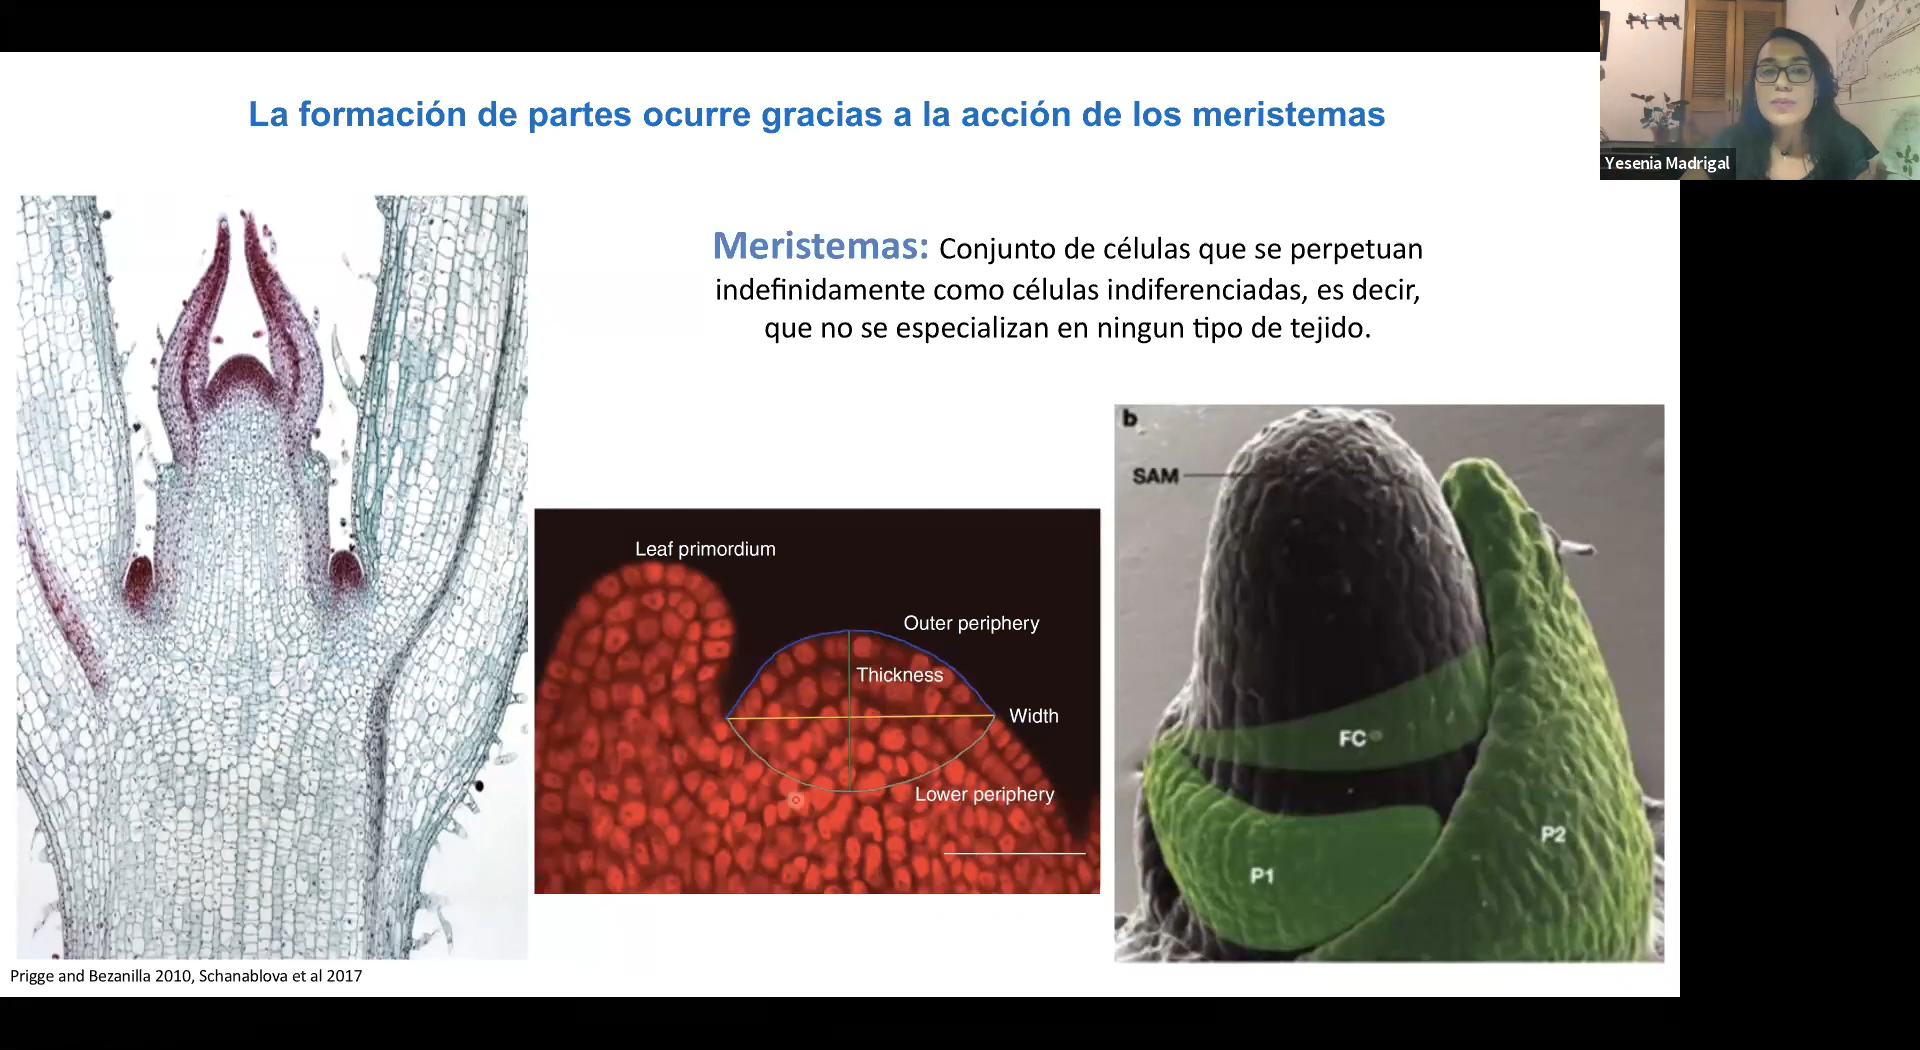 La formación de partes ocurre gracias a la acción de los meristemas
Yesenia Madrigal
Meristemas: Conjunto de células que se perpetuan
indefinidamente como células indiferenciadas, es decir,
que no se especializan en ningun tipo de tejido.
b
SAM
Leaf primordium
Outer periphery
Thickness
Width
FC
Lower periphery
P2
P1
Prigge and Bezanilla 2010, Schanablova et al 2017